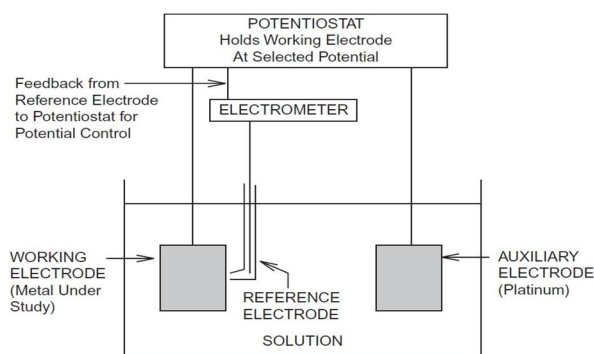 POTENTIOSTAT
Holds Working Electrode
At Selected Potential
Feedback from
Reference Electrode
to Potentiostat for
Potential Control
ELECTROMETER
WORKING
ELECTRODE
(Metal Under
Study)
REFERENCE
ELECTRODE
AUXILIARY
ELECTRODE
(Platinum)
SOLUTION